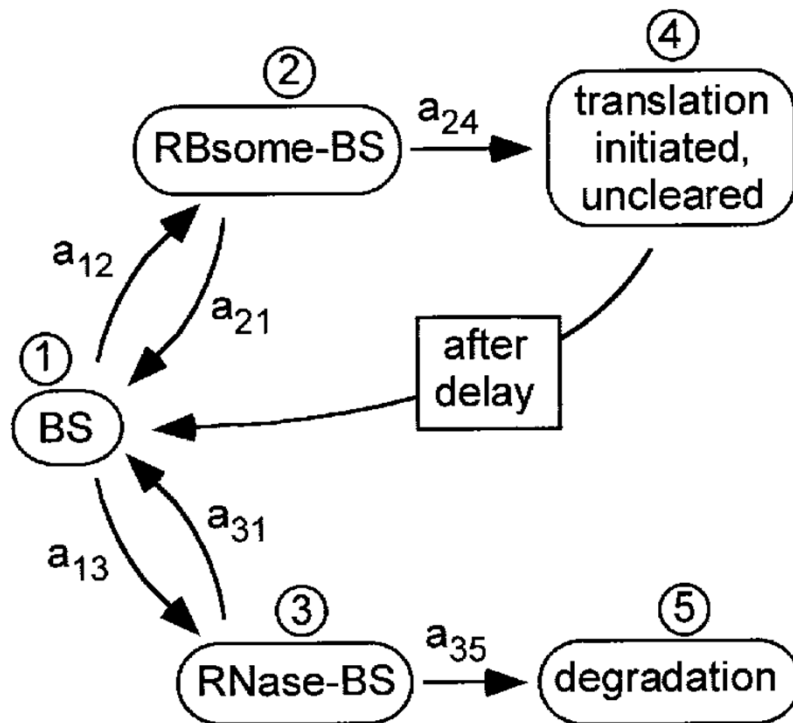 ④
②
translation
initiated,
uncleared
RBsome-BS
a24
a12
a21
①
BS
after
delay
a31
a13
③
⑤
RNase-BS
a35
degradation